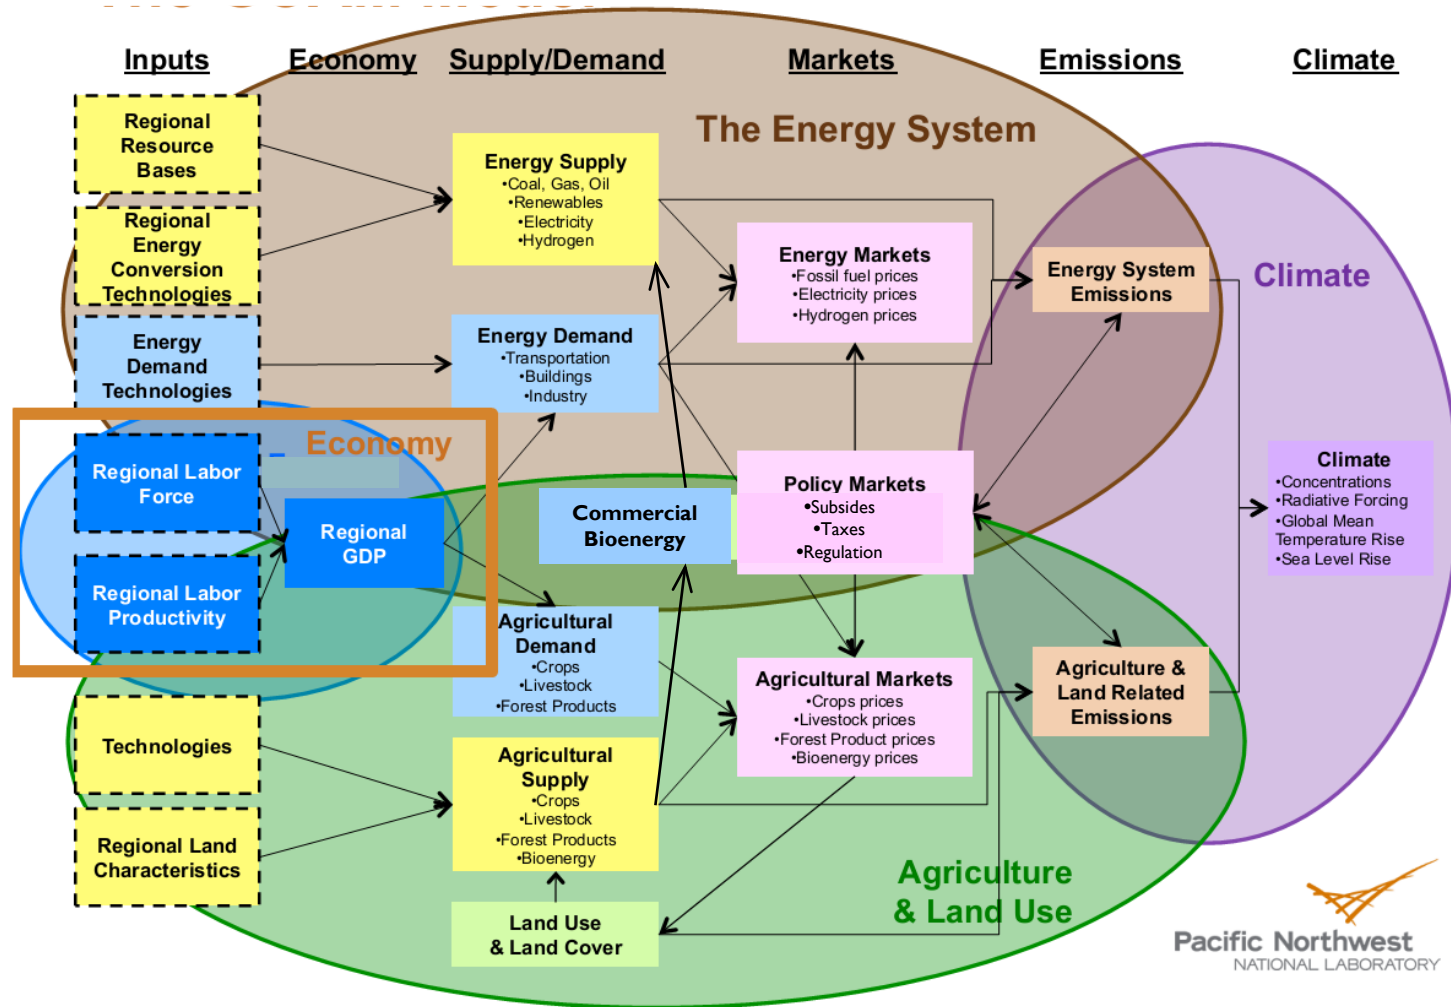 Inputs
Economy
Supply/Demand
Markets
Emissions
Climate
The Energy System
Regional
Resource
Bases
Regional
Energy
Conversion
Technologies
Energy
Demand
Technologies
Energy Supply
•Coal, Gas, Oil
•Renewables
•Electricity
•Hydrogen
Energy Demand
•Transportation
•Buildings
•Industry
Energy Markets
•Fossil fuel prices
•Electricity prices
•Hydrogen prices
Energy System
Emissions
Climate
Economy
Regional Labor
Force
Regional Labor
Productivity
Regional
GDP
Commercial
Bioenergy
Policy Markets
•Subsides
•Taxes
•Regulation
Climate
•Concentrations
•Radiative Forcing
•Global Mean
Temperature Rise
•Sea Level Rise
Agricultural
Demand
•Crops
•Livestock
•Forest Products
Agricultural Markets
•Crops prices
•Livestock prices
•Forest Product prices
•Bioenergy prices
Agriculture &
Land Related
Emissions
Technologies
Regional Land
Characteristics
Agricultural
Supply
•Crops
•Livestock
•Forest Products
•Bioenergy
Land Use
& Land Cover
Agriculture
& Land Use
Pacific Northwest
NATIONAL LABORATORY